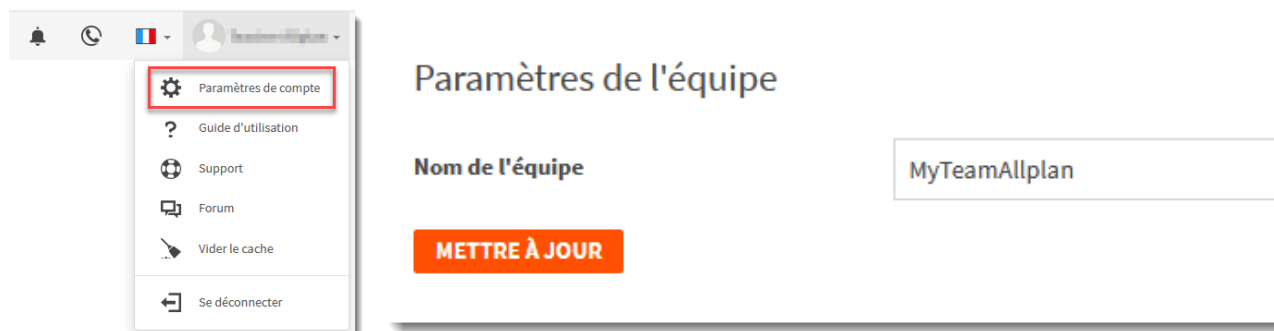 Paramètres de compte
Guide d'utilisation
Support
Forum
Vider le cache
Se déconnecter
Paramètres de l'équipe
Nom de l'équipe
MyTeamAllplan
METTRE À JOUR